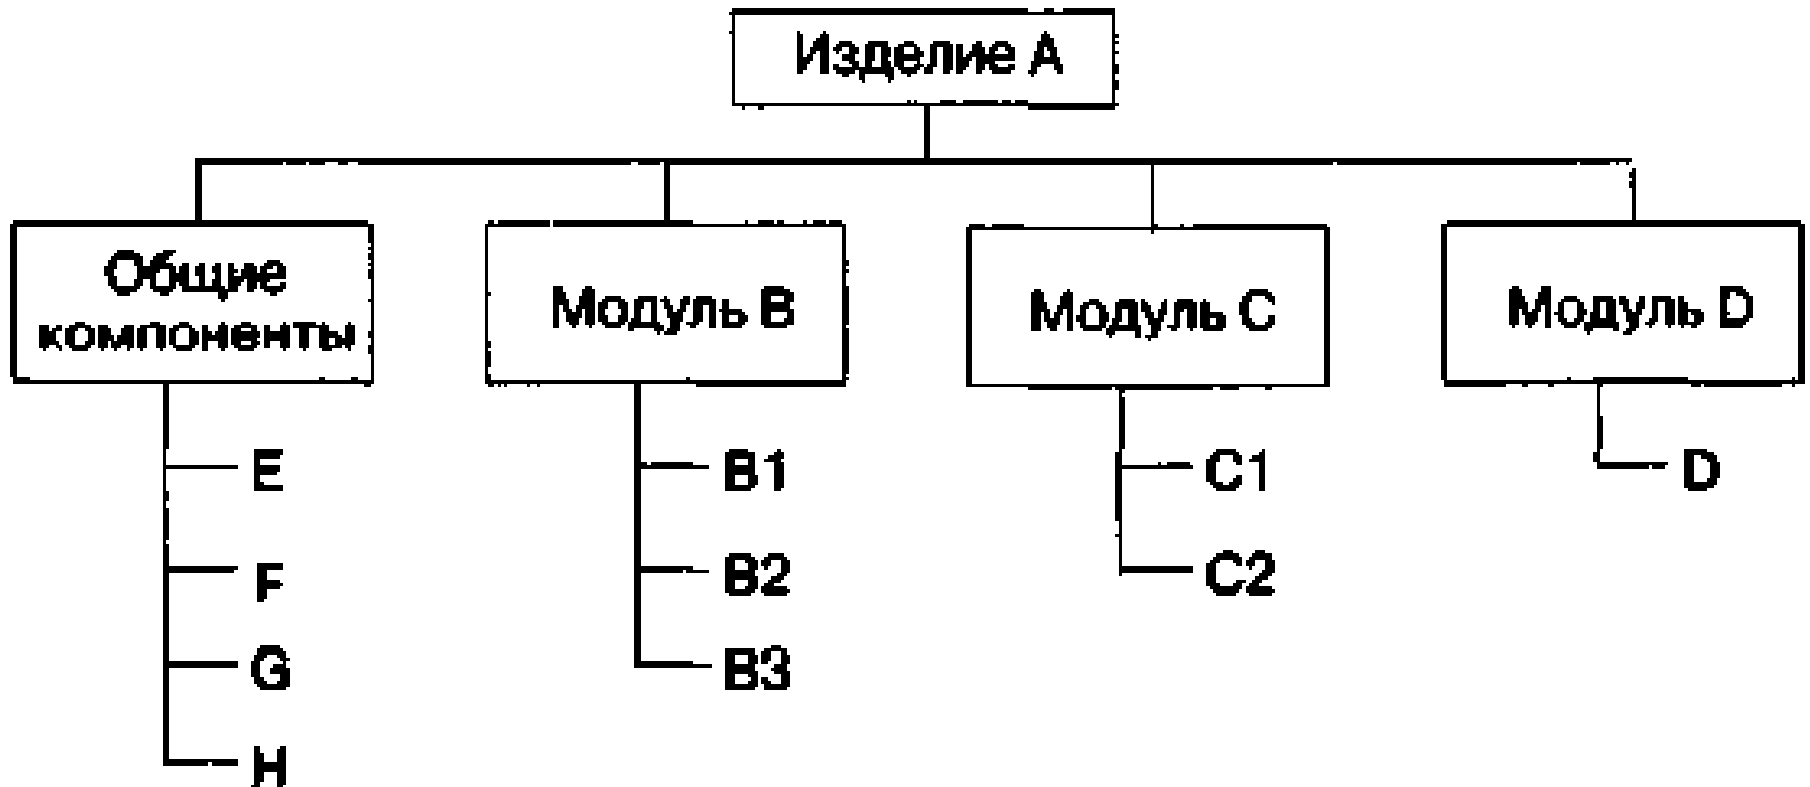 Изделие А
Общие
компоненты
Модуль В
Модуль С
Модуль D
E
F
G
H
B1
B2
B3
C1
C2
D